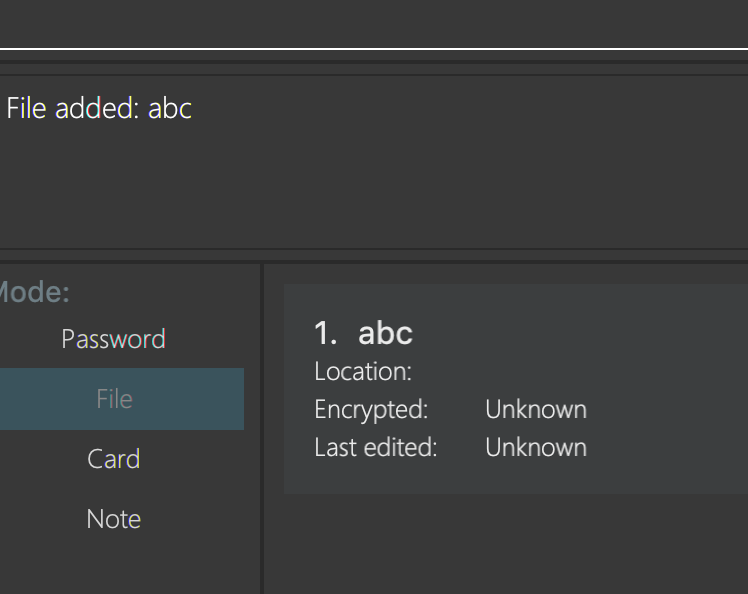 File added: abc
Mode:
Password
File
Card
Note
1. abc
Location:
Encrypted: Unknown
Last edited: Unknown